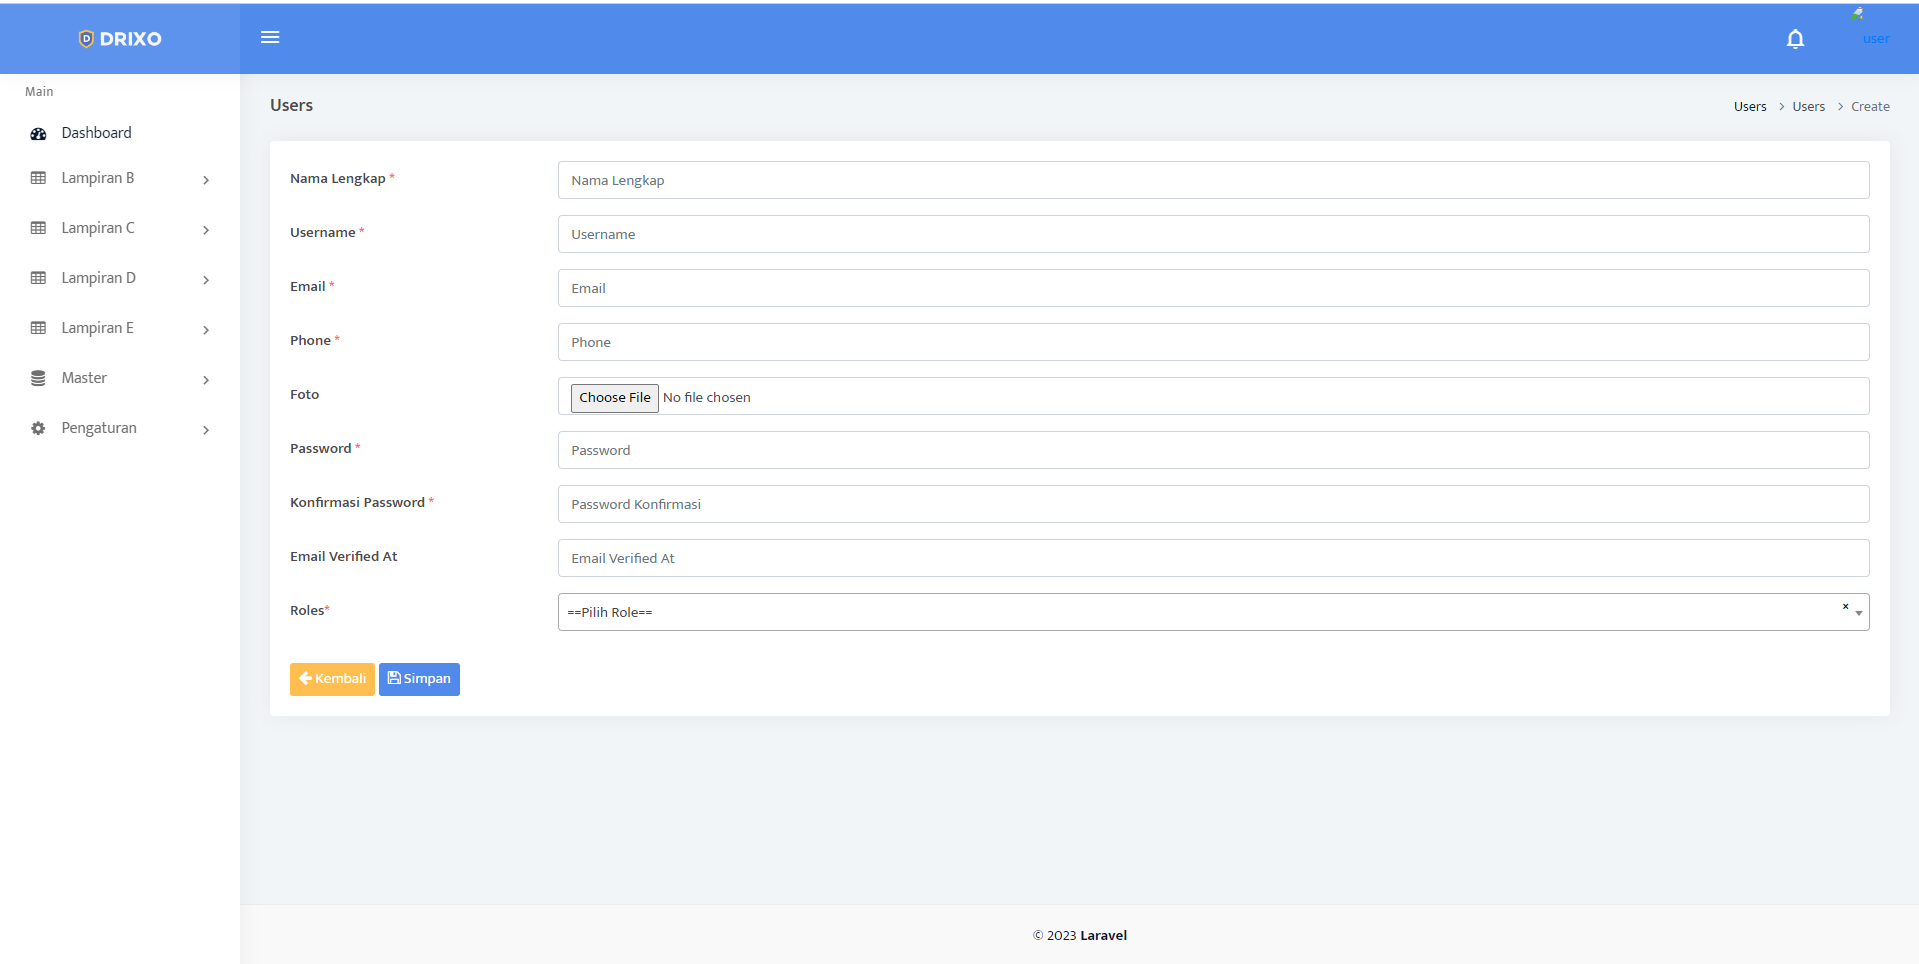 DRIXO
user
Main
Dashboard
Lampiran B
Lampiran C
Lampiran D
Lampiran E
Master
Pengaturan
Users
Users > Users > Create
Nama Lengkap *
Nama Lengkap
Username *
Username
Email *
Email
Phone *
Phone
Foto
Choose File No file chosen
Password *
Password
Konfirmasi Password *
Password Konfirmasi
Email Verified At
Email Verified At
Roles*
==Pilih Role== ×
Kembali
Simpan
© 2023 Laravel